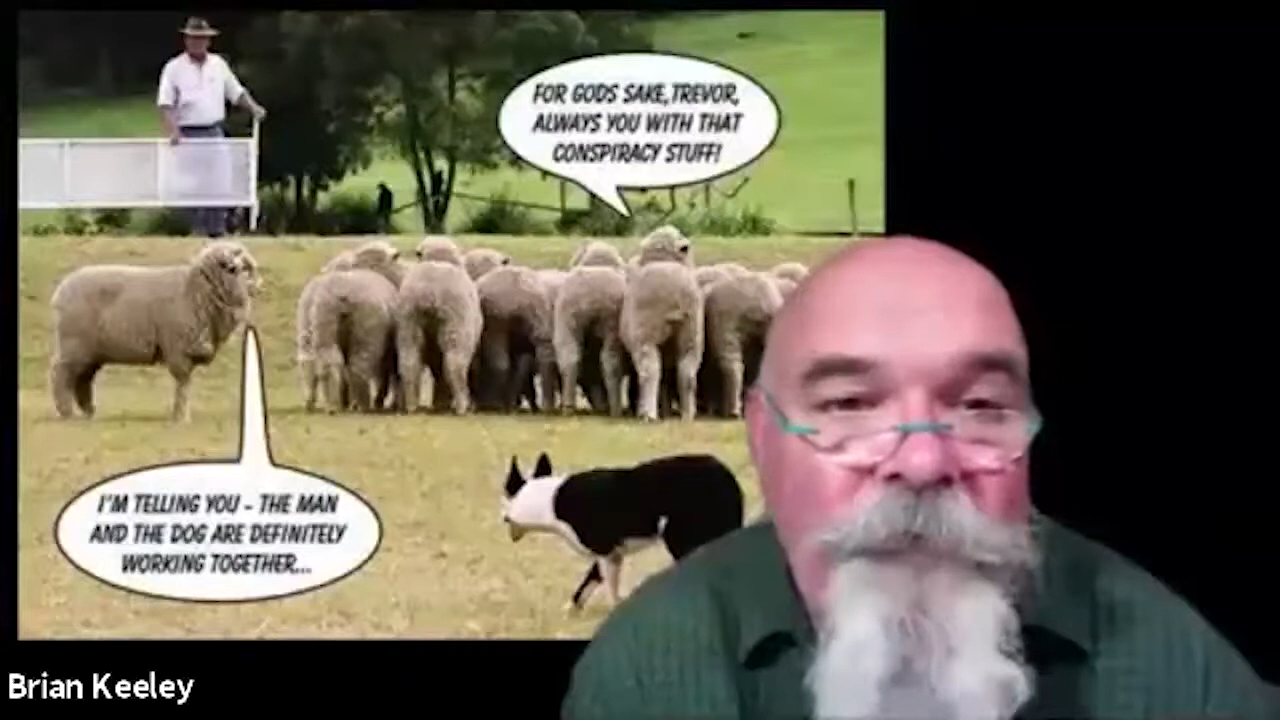 FOR GODS SAKE, TREVOR,
ALWAYS YOU WITH THAT
CONSPIRACY STUFF!
I'M TELLING YOU - THE MAN
AND THE DOG ARE DEFINITELY
WORKING TOGETHER...
Brian Keeley